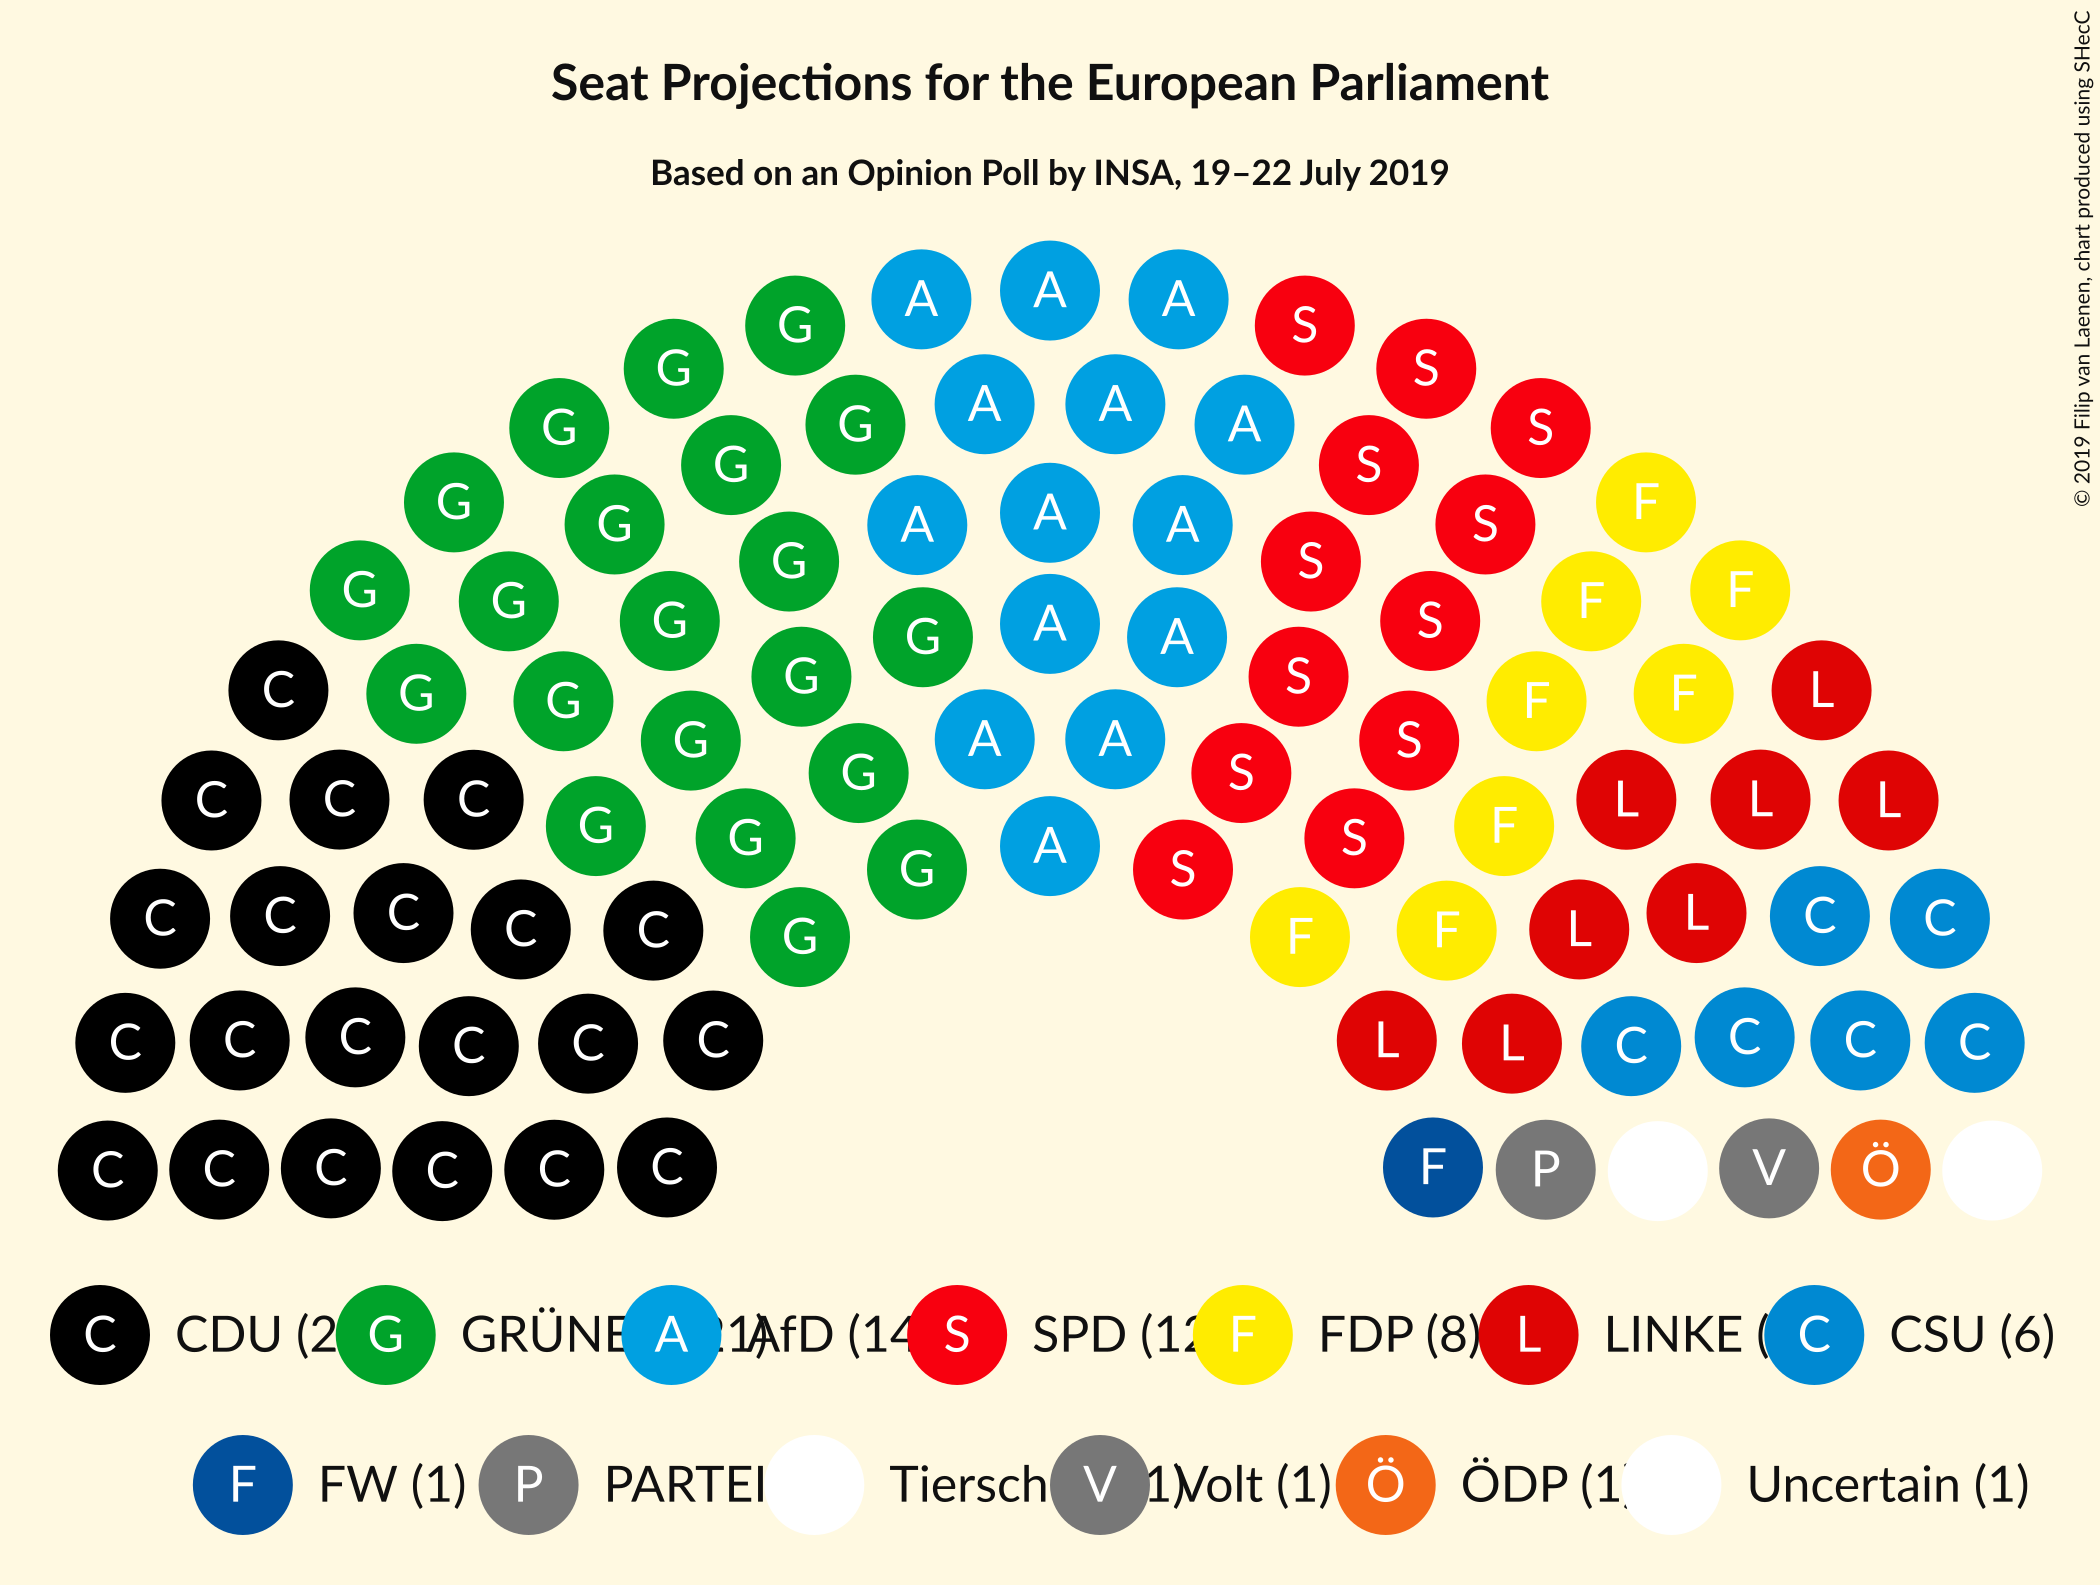 Seat Projections for the European Parliament
Based on an Opinion Poll by INSA, 19–22 July 2019
© 2019 Filip van Laenen, chart produced using SHecC
A A A
G G S S
G A A A S
G G G S S F
G G G A A A S S F F
G G G G A A S S F F
C G G G G A A S S F F L
C C C G G G A S S F L L L
C C C C C G G S F F L L C C
C C C C C C L L C C C C
C C C C C C F P V Ö
C CDU (2 G GRÜNE 21) A AfD (14 S SPD (12 F FDP (8) L LINKE ( C CSU (6)
F FW (1) P PARTEI Tiersch 1) V Volt (1) Ö ÖDP (1) Uncertain (1)